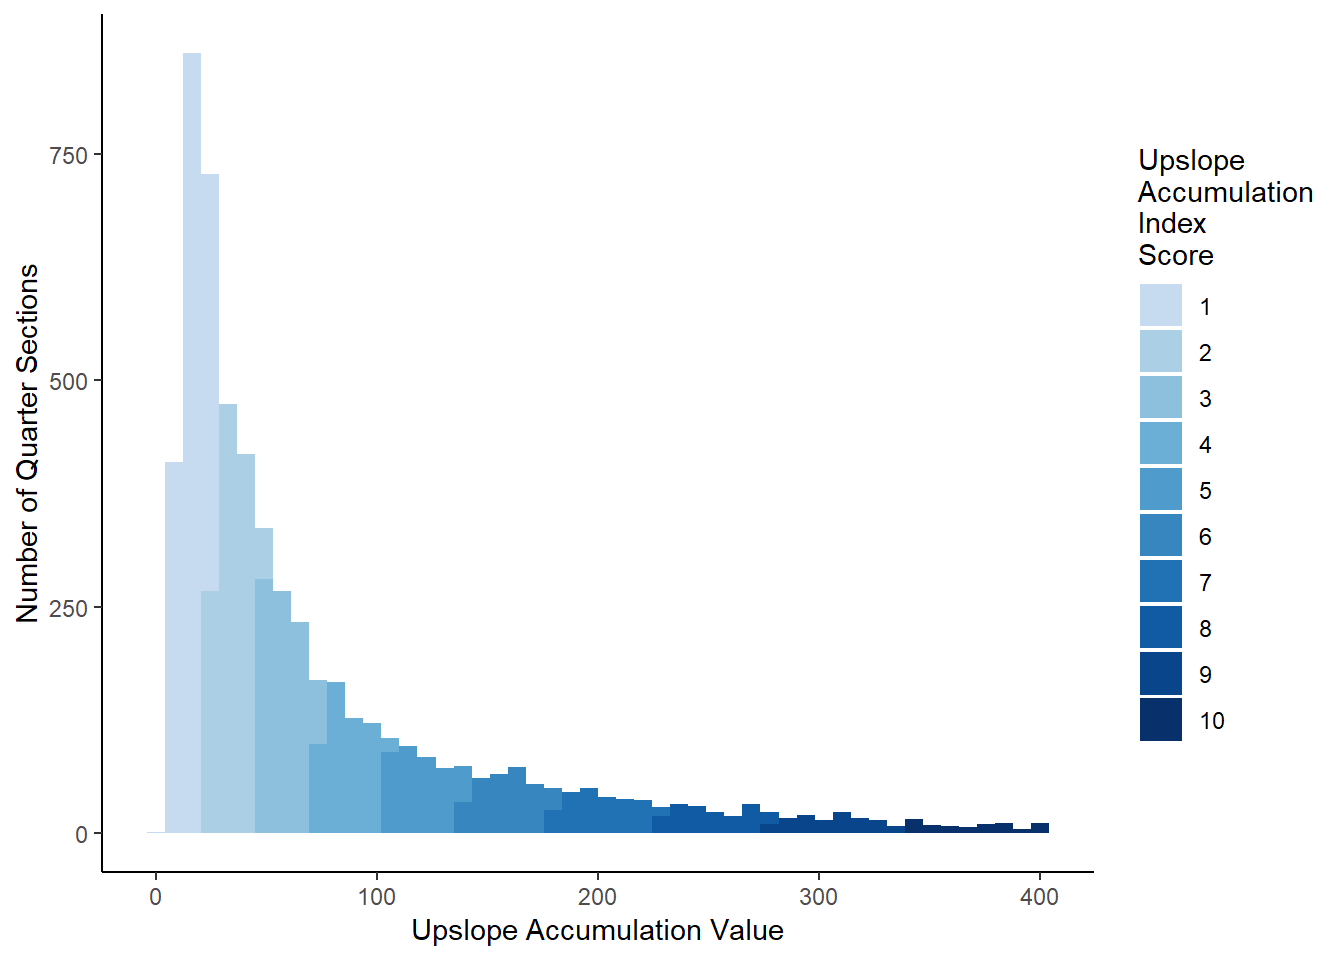 750
500
250
0
Number of Quarter Sections
0 100 200 300 400
Upslope Accumulation Value
Upslope
Accumulation
Index
Score
1
2
3
4
5
6
7
8
9
10